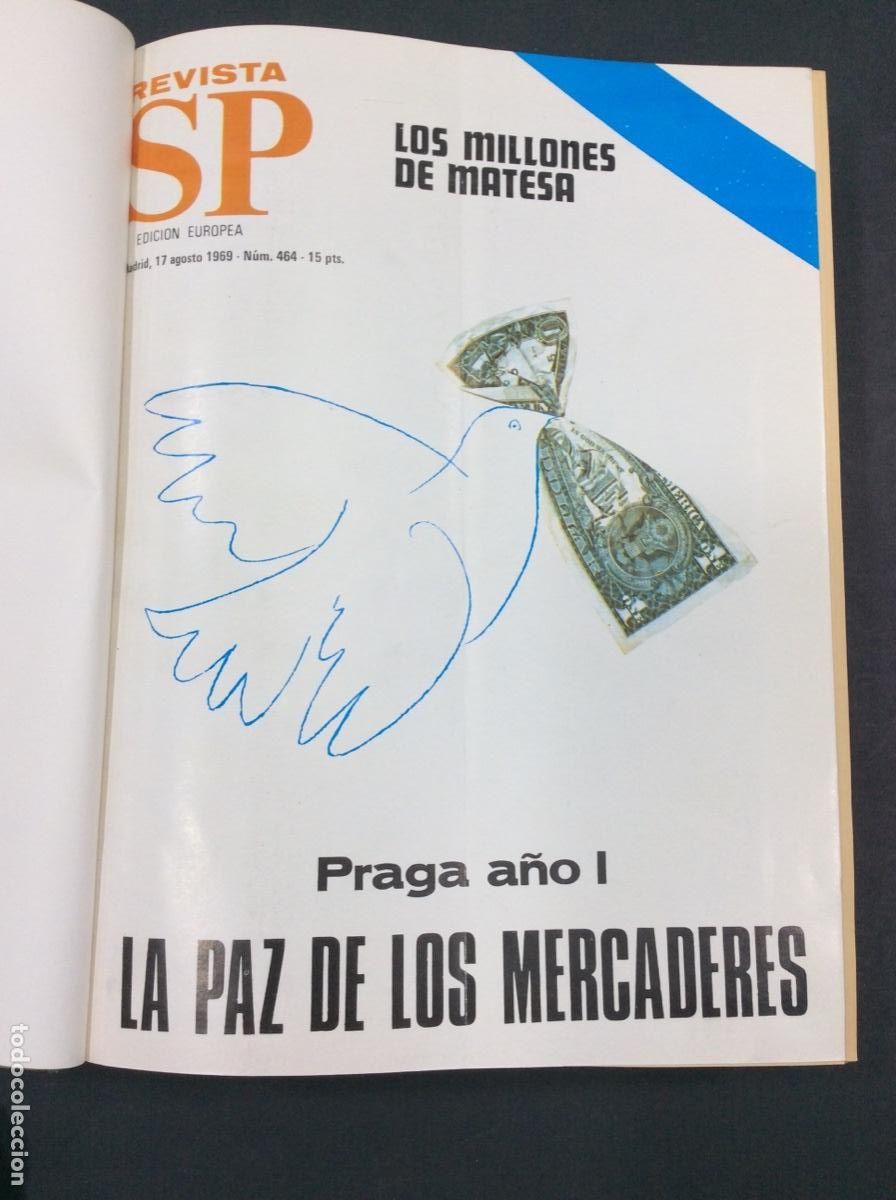 REVISTA
SP
EDICION EUROPEA
Madrid, 17 agosto 1969 - Núm. 464 - 15 pts.
LOS MILLONES
DE MATESA
Praga año I
LA PAZ DE LOS MERCADERES
todocoleccion